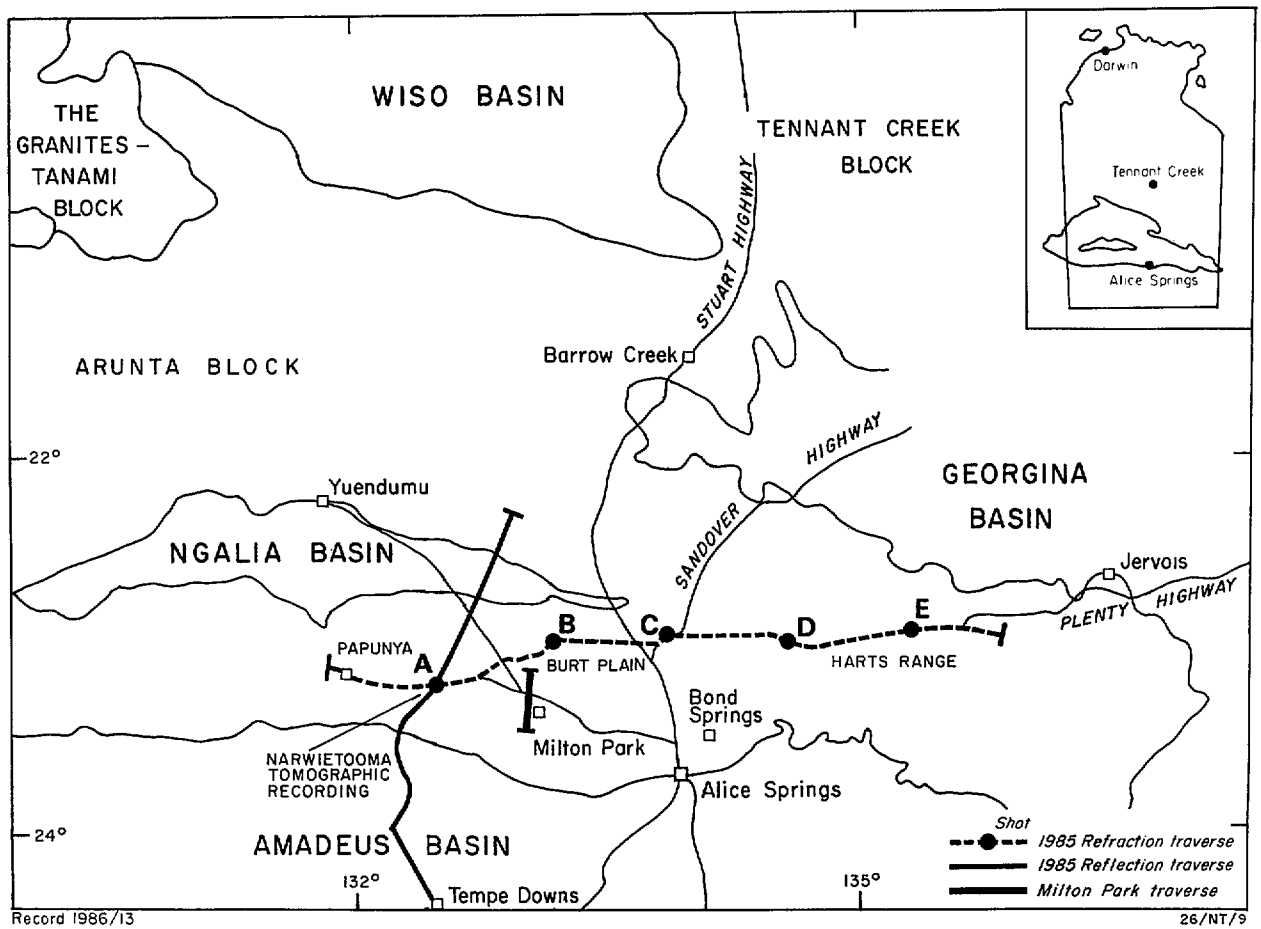 THE
GRANITES –
TANAMI
BLOCK
WISO BASIN
TENNANT CREEK
BLOCK
Darwin
Tennant Creek
Alice Springs
STUART HIGHWAY
ARUNTA BLOCK
Barrow Creek
22°
Yuendumu
SANDOVER HIGHWAY
GEORGINA
BASIN
NGALIA BASIN
Jervois
PLENTY HIGHWAY
PAPUNYA
A
B
C
D
E
BURT PLAIN
HARTS RANGE
Bond
Springs
Milton Park
NARWIETOOMA
TOMOGRAPHIC
RECORDING
Alice Springs
24°
AMADEUS BASIN
Shot
1985 Refraction traverse
1985 Reflection traverse
Milton Park traverse
132°
135°
Tempe Downs
Record 1986/13
26/NT/9